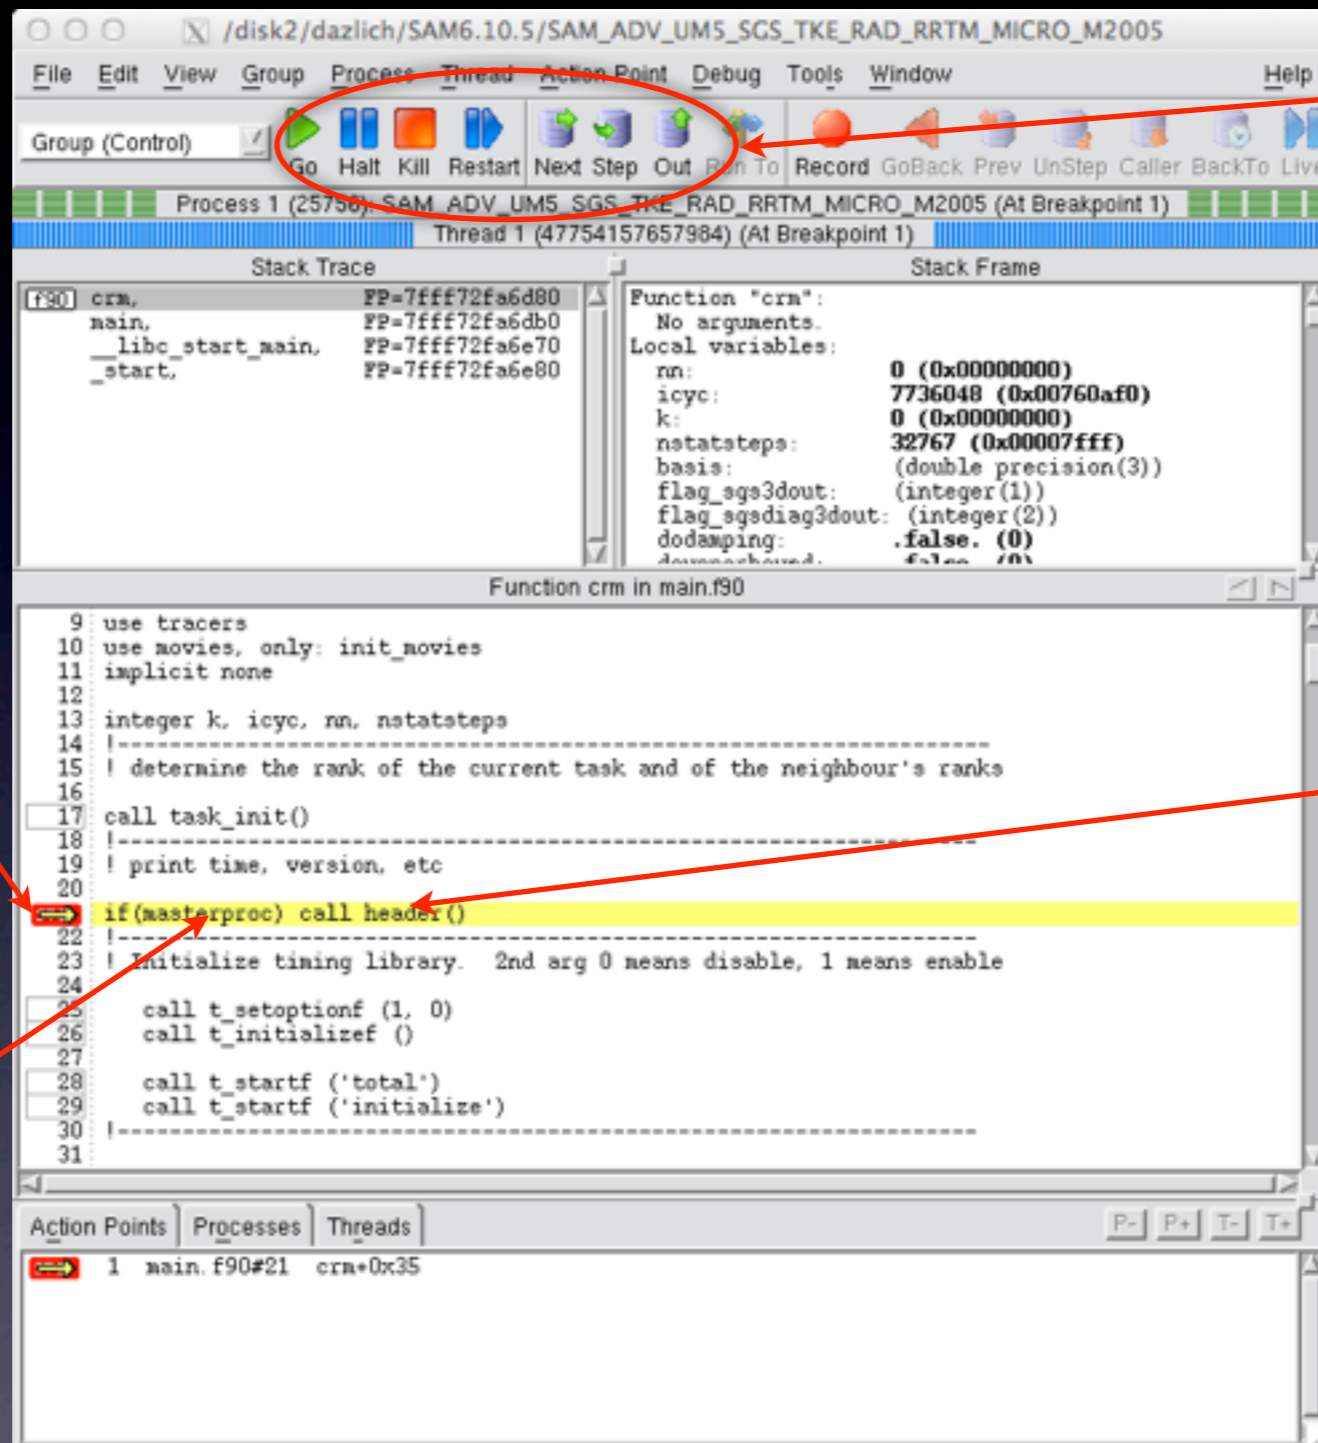 /disk2/dazlich/SAM6.10.5/SAM_ADV_UM5_SGS_TKE_RAD_RRTM_MICRO_M2005
File Edit View Group Process Thread Action Point Debug Tools Window Help
Group (Control)
Go Halt Kill Restart Next Step Out Run To Record GoBack Prev UnStep Caller BackTo Live
Process 1 (25756): SAM_ADV_UM5_SGS_TKE_RAD_RRTM_MICRO_M2005 (At Breakpoint 1)
Thread 1 (47754157657984) (At Breakpoint 1)
Stack Trace
f90 crm, FP=7fff72fa6d80
main, FP=7fff72fa6db0
__libc_start_main, FP=7fff72fa6e70
_start, FP=7fff72fa6e80
Stack Frame
Function "crm":
No arguments.
Local variables:
nn: 0 (0x00000000)
icyc: 7736048 (0x00760af0)
k: 0 (0x00000000)
nstatsteps: 32767 (0x00007fff)
basis: (double precision(3))
flag_sgs3dout: (integer(1))
flag_sgsdiag3dout: (integer(2))
dodamping: .false. (0)
Function crm in main.f90
9 use tracers
10 use movies, only: init_movies
11 implicit none
12
13 integer k, icyc, nn, nstatsteps
14 !--------------------------------------------------------------------
15 ! determine the rank of the current task and of the neighbour's ranks
16
17 call task_init()
18 !-------------------------------------------------------------------
19 ! print time, version, etc
20
if(masterproc) call header()
22 !-------------------------------------------------------------------
23 ! Initialize timing library. 2nd arg 0 means disable, 1 means enable
24
25 call t_setoptionf (1, 0)
26 call t_initializef ()
27
28 call t_startf ('total')
29 call t_startf ('initialize')
30 !-------------------------------------------------------------------
31
Action Points Processes Threads P- P+ T- T+
1 main.f90#21 crm+0x35